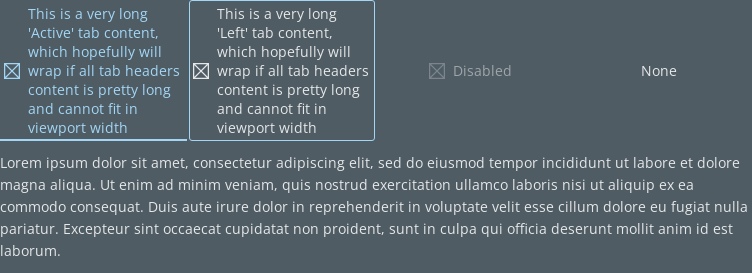 This is a very long
'Active' tab content,
which hopefully will
wrap if all tab headers
content is pretty long
and cannot fit in
viewport width
This is a very long
'Left' tab content,
which hopefully will
wrap if all tab headers
content is pretty long
and cannot fit in
viewport width
Disabled
None
Lorem ipsum dolor sit amet, consectetur adipiscing elit, sed do eiusmod tempor incididunt ut labore et dolore
magna aliqua. Ut enim ad minim veniam, quis nostrud exercitation ullamco laboris nisi ut aliquip ex ea
commodo consequat. Duis aute irure dolor in reprehenderit in voluptate velit esse cillum dolore eu fugiat nulla
pariatur. Excepteur sint occaecat cupidatat non proident, sunt in culpa qui officia deserunt mollit anim id est
laborum.